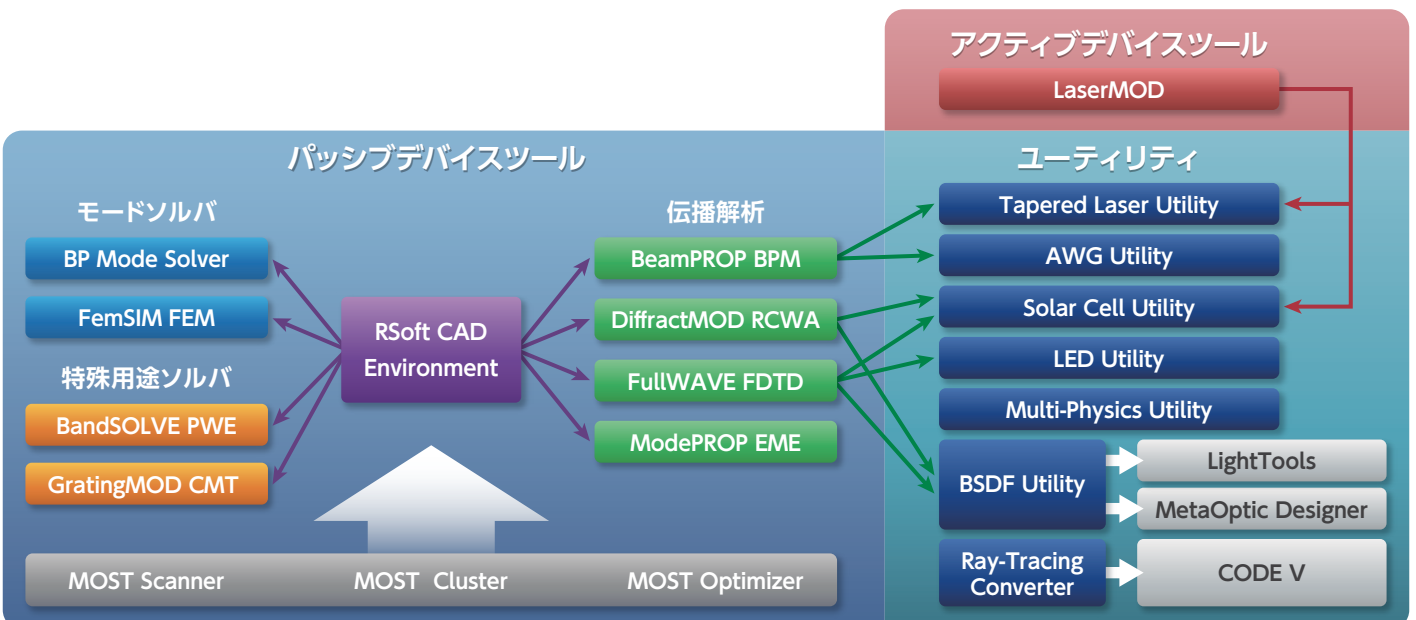 アクティブデバイスツール
LaserMOD
パッシブデバイスツール
モードソルバ
BP Mode Solver
FemSIM FEM
特殊用途ソルバ
BandSOLVE PWE
GratingMOD CMT
RSoft CAD
Environment
伝播解析
BeamPROP BPM
DiffractMOD RCWA
FullWAVE FDTD
ModePROP EME
MOST Scanner
MOST Cluster
MOST Optimizer
ユーティリティ
Tapered Laser Utility
AWG Utility
Solar Cell Utility
LED Utility
Multi-Physics Utility
BSDF Utility
LightTools
MetaOptic Designer
Ray-Tracing
Converter
CODE V